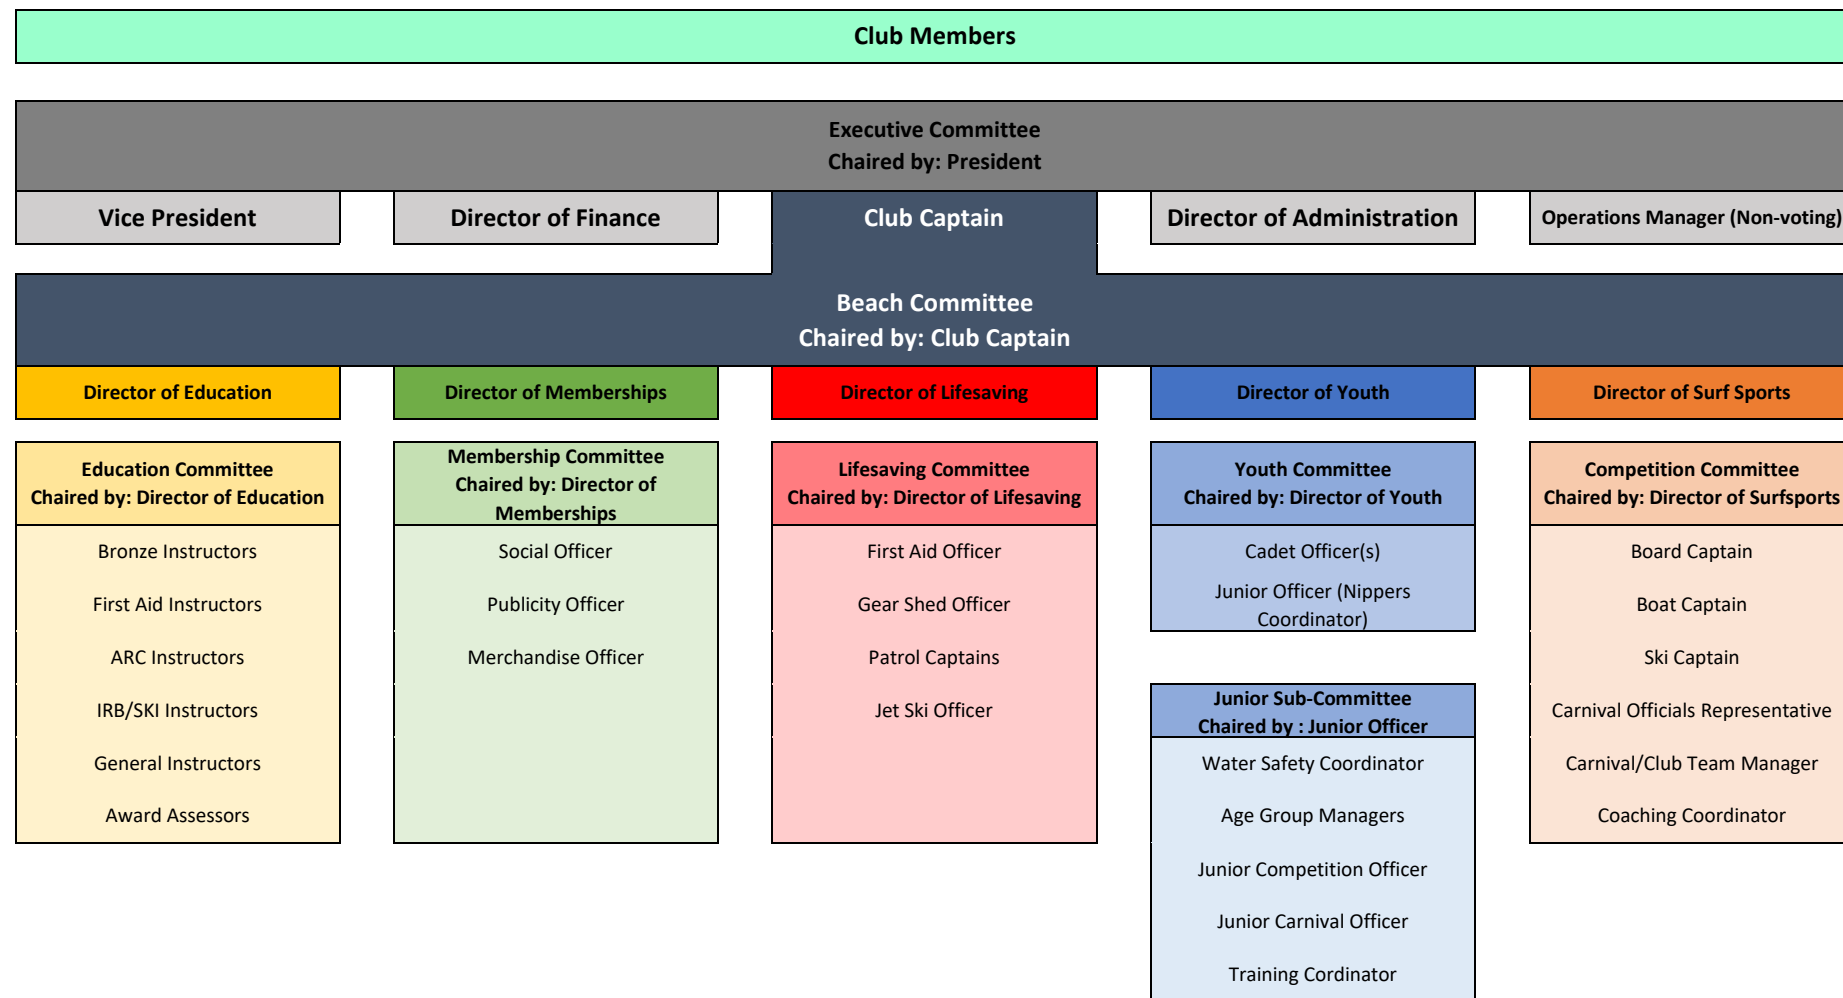 Club Members
Executive Committee
Chaired by: President
Vice President
Director of Finance
Club Captain
Director of Administration
Operations Manager (Non-voting)
Beach Committee
Chaired by: Club Captain
Director of Education
Director of Memberships
Director of Lifesaving
Director of Youth
Director of Surf Sports
Education Committee
Chaired by: Director of Education
Bronze Instructors
First Aid Instructors
ARC Instructors
IRB/SKI Instructors
General Instructors
Award Assessors
Membership Committee
Chaired by: Director of
Memberships
Social Officer
Publicity Officer
Merchandise Officer
Lifesaving Committee
Chaired by: Director of Lifesaving
First Aid Officer
Gear Shed Officer
Patrol Captains
Jet Ski Officer
Youth Committee
Chaired by: Director of Youth
Cadet Officer(s)
Junior Officer (Nippers
Coordinator)
Junior Sub-Committee
Chaired by : Junior Officer
Water Safety Coordinator
Age Group Managers
Junior Competition Officer
Junior Carnival Officer
Training Cordinator
Competition Committee
Chaired by: Director of Surfsports
Board Captain
Boat Captain
Ski Captain
Carnival Officials Representative
Carnival/Club Team Manager
Coaching Coordinator